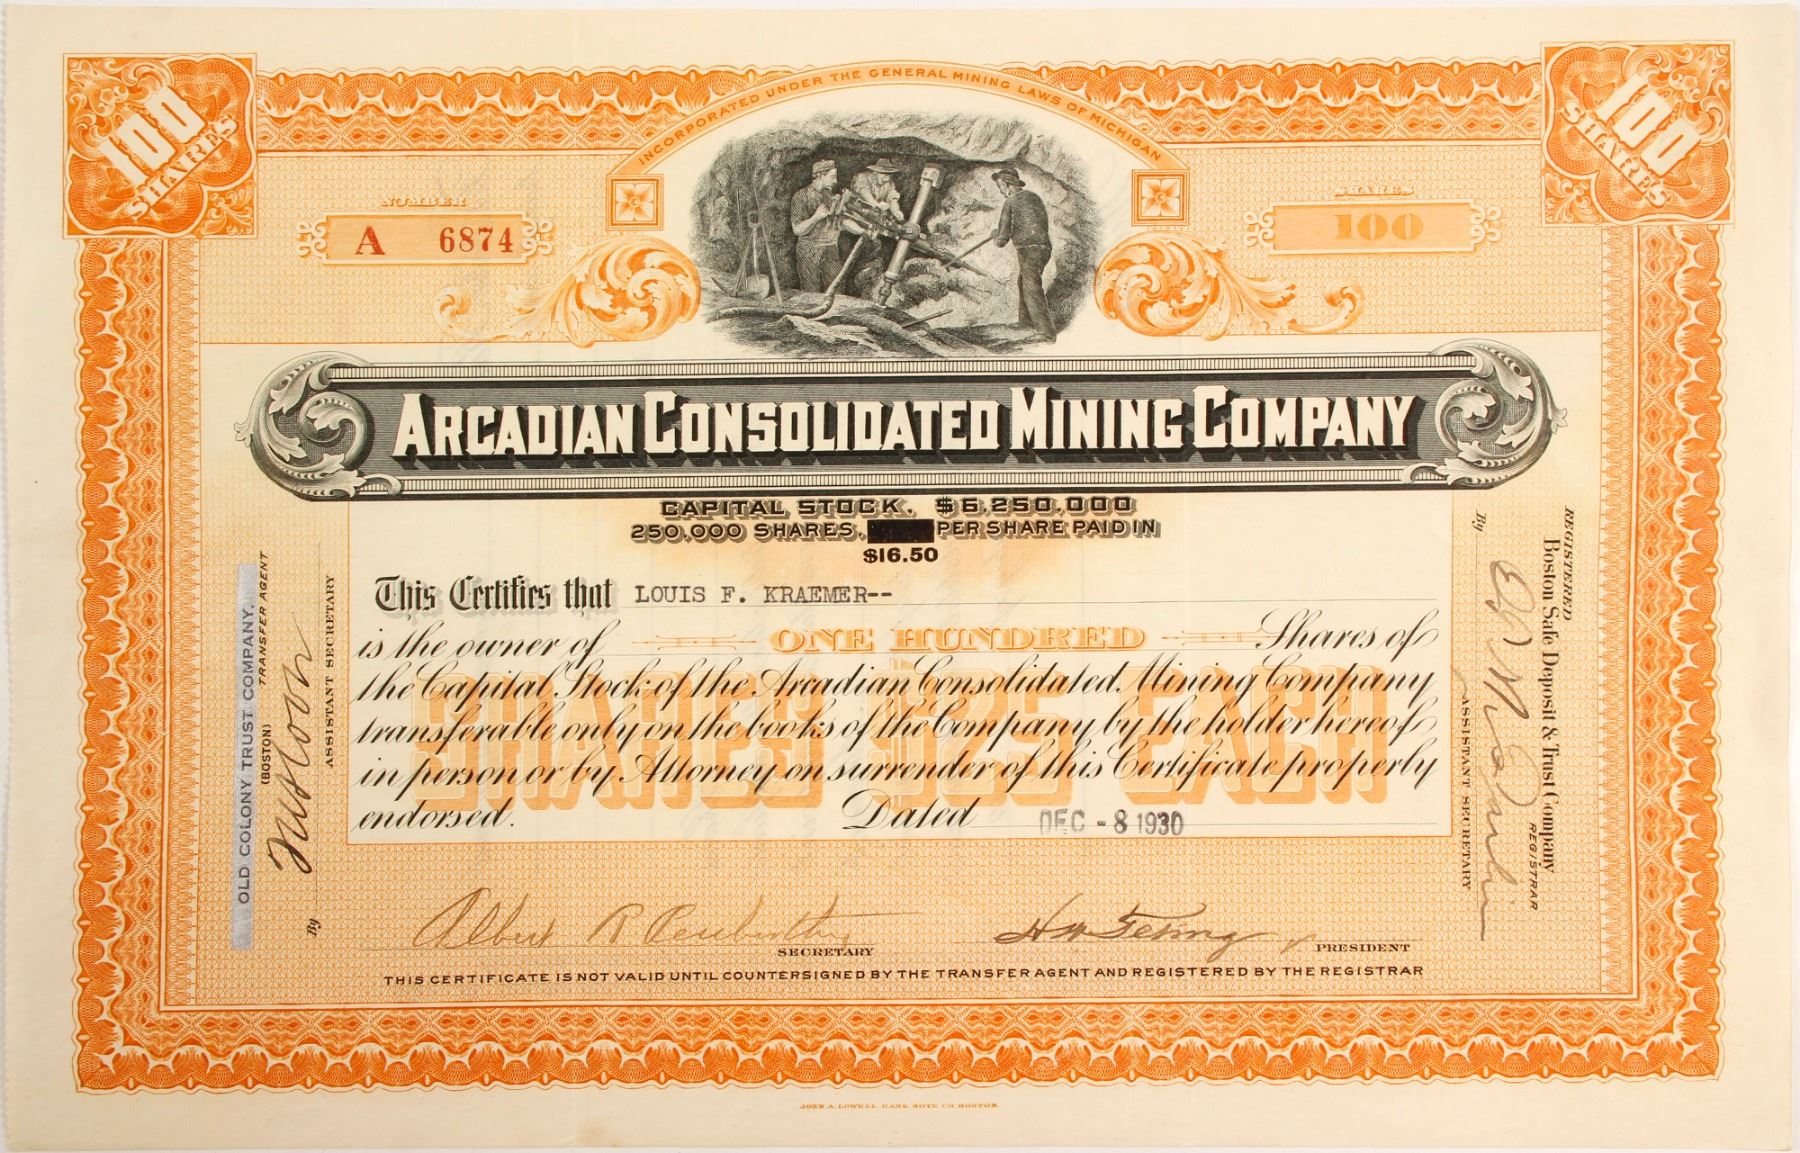 INCORPORATED UNDER THE GENERAL MINING LAWS OF MICHIGAN
100 SHARES
100 SHARES
NUMBER
SHARES
A 6874
100
ARCADIAN CONSOLIDATED MINING COMPANY
CAPITAL STOCK, $6,250,000
250,000 SHARES, PER SHARE PAID IN
$16.50
This Certifies that LOUIS F. KRAEMER--
is the owner of ONE HUNDRED Shares of
the Capital Stock of the Arcadian Consolidated Mining Company
transferable only on the books of the Company by the holder hereof
in person or by Attorney on surrender of this Certificate properly
endorsed. Dated DEC - 8 1930
SHARES $25 EACH
OLD COLONY TRUST COMPANY,
(BOSTON) TRANSFER AGENT
By
ASSISTANT SECRETARY
REGISTERED
Boston Safe Deposit & Trust Company
REGISTRAR
By
ASSISTANT SECRETARY
Albert R
SECRETARY
PRESIDENT
THIS CERTIFICATE IS NOT VALID UNTIL COUNTERSIGNED BY THE TRANSFER AGENT AND REGISTERED BY THE REGISTRAR
JOHN A. LOWELL BANK NOTE CO. BOSTON